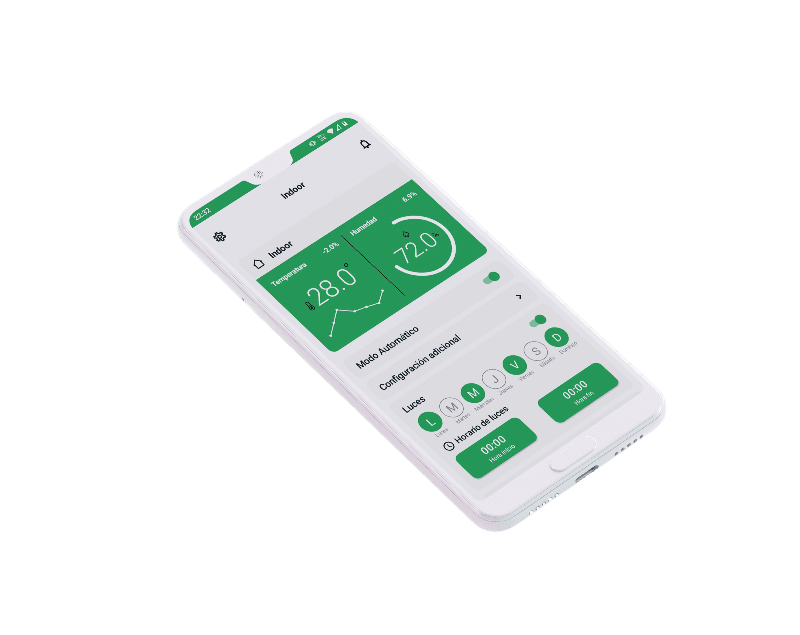 22:32
Indoor
Indoor
Temperatura
-2.0%
28.0°
Humedad
6.9%
72.0%
Modo Automático
Configuración adicional
Luces
L M M J V S D
Lunes Martes Miércoles Jueves Viernes Sábado Domingo
Horario de luces
00:00
Hora inicio
00:00
Hora fin